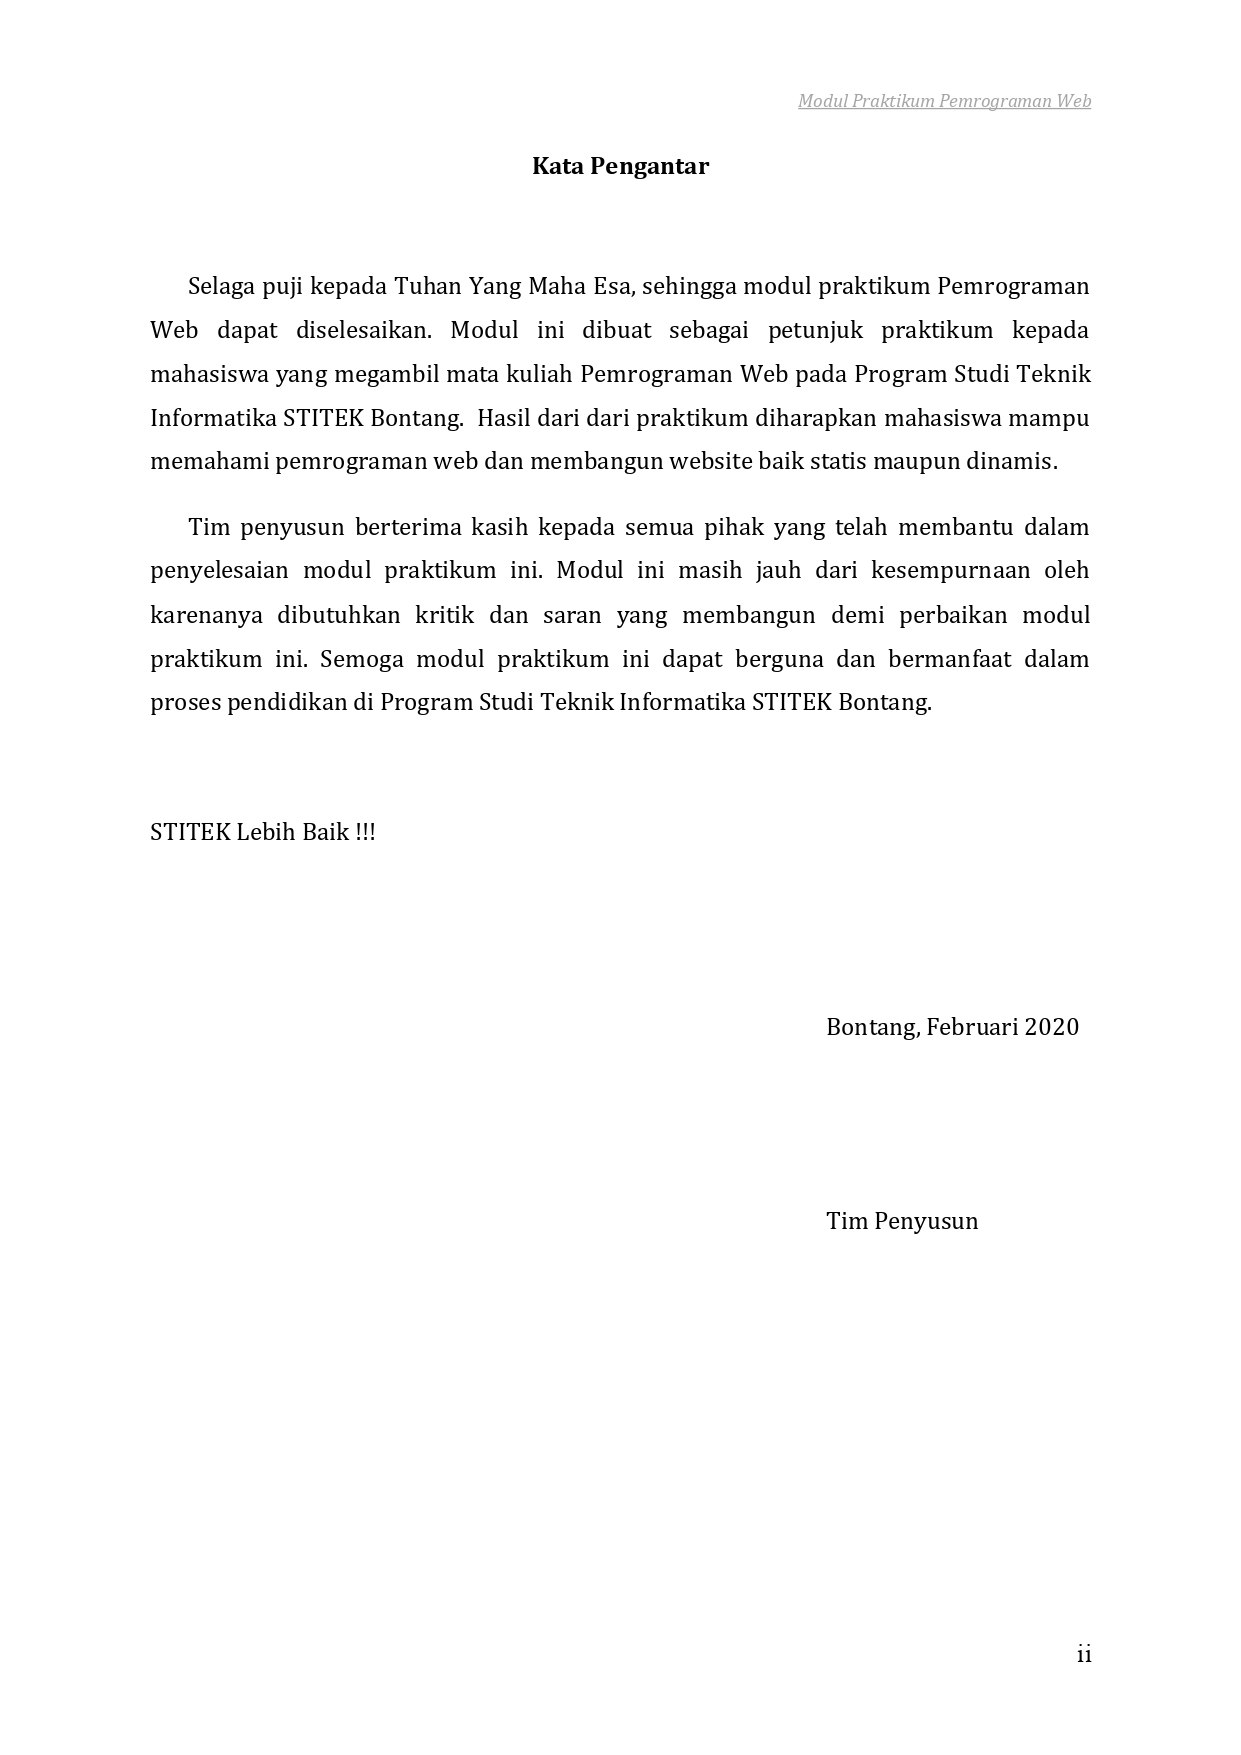 Modul Praktikum Pemrograman Web
Kata Pengantar
Selaga puji kepada Tuhan Yang Maha Esa, sehingga modul praktikum Pemrograman
Web dapat diselesaikan. Modul ini dibuat sebagai petunjuk praktikum kepada
mahasiswa yang megambil mata kuliah Pemrograman Web pada Program Studi Teknik
Informatika STITEK Bontang.  Hasil dari dari praktikum diharapkan mahasiswa mampu
memahami pemrograman web dan membangun website baik statis maupun dinamis.
Tim penyusun berterima kasih kepada semua pihak yang telah membantu dalam
penyelesaian modul praktikum ini. Modul ini masih jauh dari kesempurnaan oleh
karenanya dibutuhkan kritik dan saran yang membangun demi perbaikan modul
praktikum ini. Semoga modul praktikum ini dapat berguna dan bermanfaat dalam
proses pendidikan di Program Studi Teknik Informatika STITEK Bontang.
STITEK Lebih Baik !!!
Bontang, Februari 2020
Tim Penyusun
ii